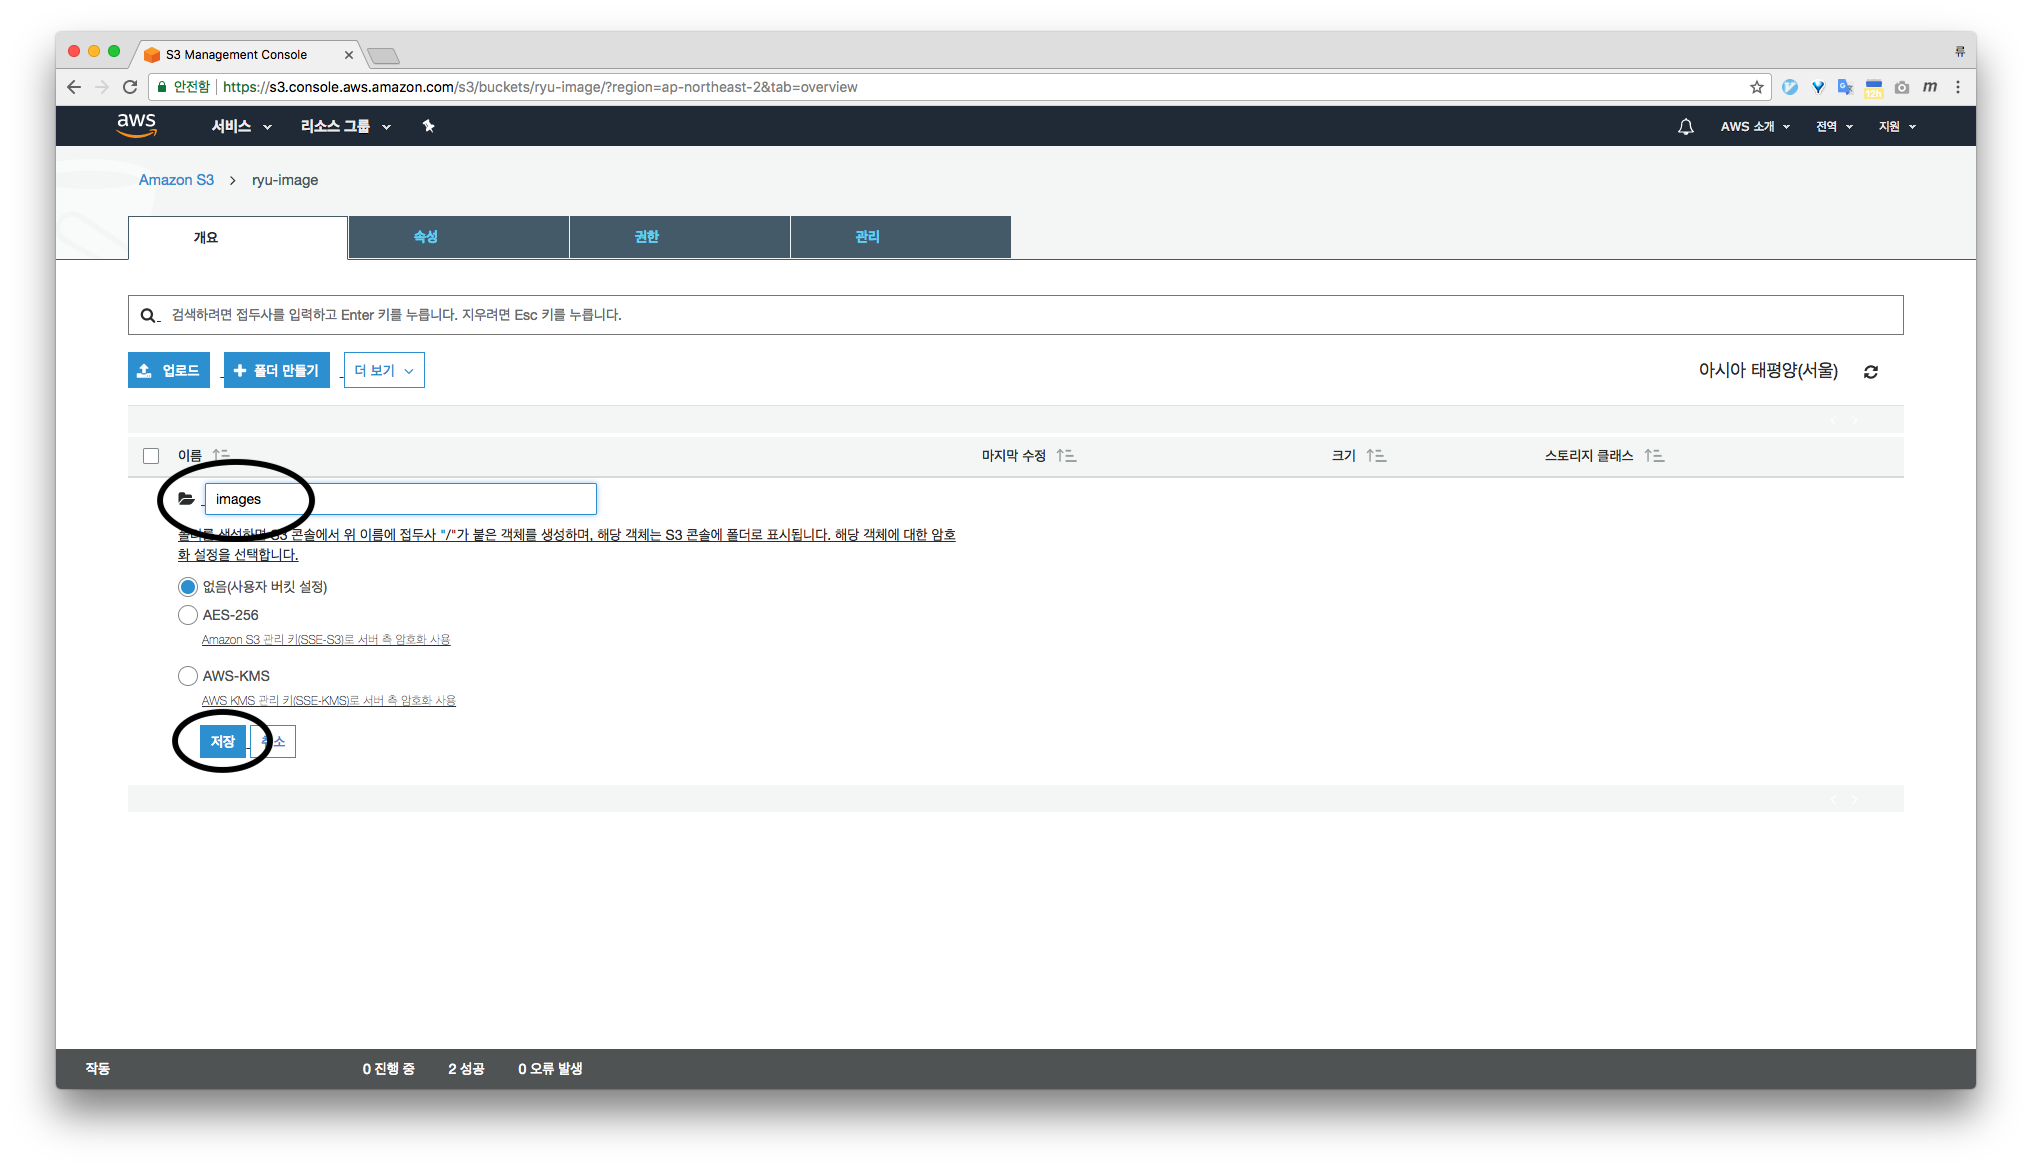 S3 Management Console
류
안전함 https://s3.console.aws.amazon.com/s3/buckets/ryu-image/?region=ap-northeast-2&tab=overview
12h m
aws 서비스 리소스 그룹 AWS 소개 전역 지원
Amazon S3 > ryu-image
개요 속성 권한 관리
검색하려면 접두사를 입력하고 Enter 키를 누릅니다. 지우려면 Esc 키를 누릅니다.
업로드 폴더 만들기 더 보기 아시아 태평양(서울)
이름 마지막 수정 크기 스토리지 클래스
images
폴더를 생성하면 S3 콘솔에서 위 이름에 접두사 "/"가 붙은 객체를 생성하며, 해당 객체는 S3 콘솔에 폴더로 표시됩니다. 해당 객체에 대한 암호
화 설정을 선택합니다.
없음(사용자 버킷 설정)
AES-256
Amazon S3 관리 키(SSE-S3)로 서버 측 암호화 사용
AWS-KMS
AWS KMS 관리 키(SSE-KMS)로 서버 측 암호화 사용
저장 취소
작동 0 진행 중 2 성공 0 오류 발생